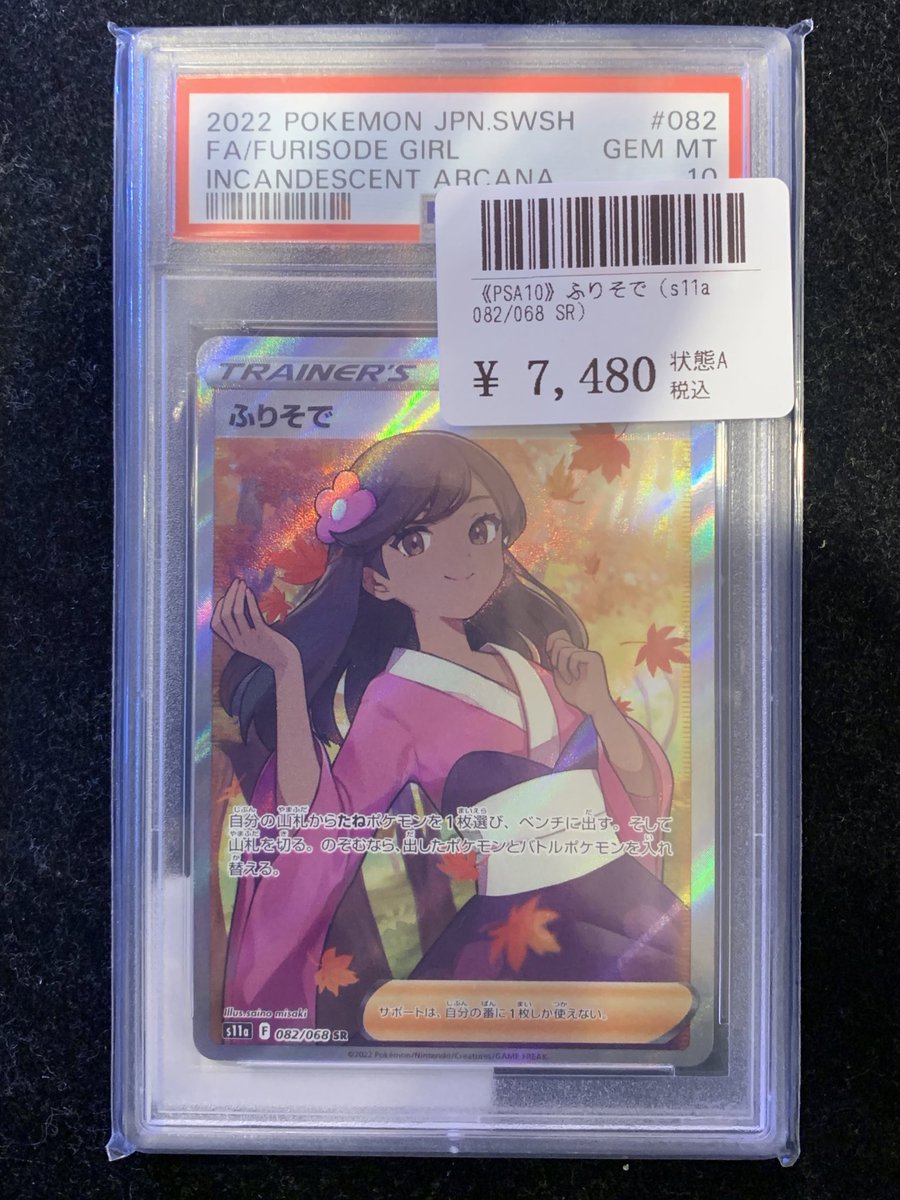 2022 POKEMON JPN.SWSH #082
FA/FURISODE GIRL GEM MT
INCANDESCENT ARCANA 10
《PSA10》ふりそで(s11a
082/068 SR)
¥ 7,480 状態A
税込
TRAINER'S
ふりそで
自分の山札からたねポケモンを1枚選び、ベンチに出す。そして
山札を切る。のぞむなら、出したポケモンとバトルポケモンを入れ
替える。
サポートは、自分の番に1枚しか使えない。
Illus.saino misaki
s11a F 082/068 SR
©2022 Pokémon/Nintendo/Creatures/GAME FREAK.